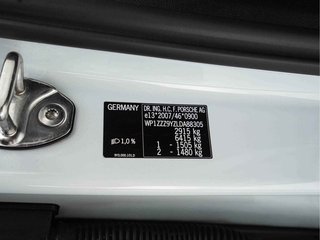 GERMANY
DR. ING. H.C. F. PORSCHE AG
e13*2007/46*0900
WP1ZZZ9YZLDA88305
2915 kg
6415 kg
1,0 %
1 - 1505 kg
2 - 1480 kg